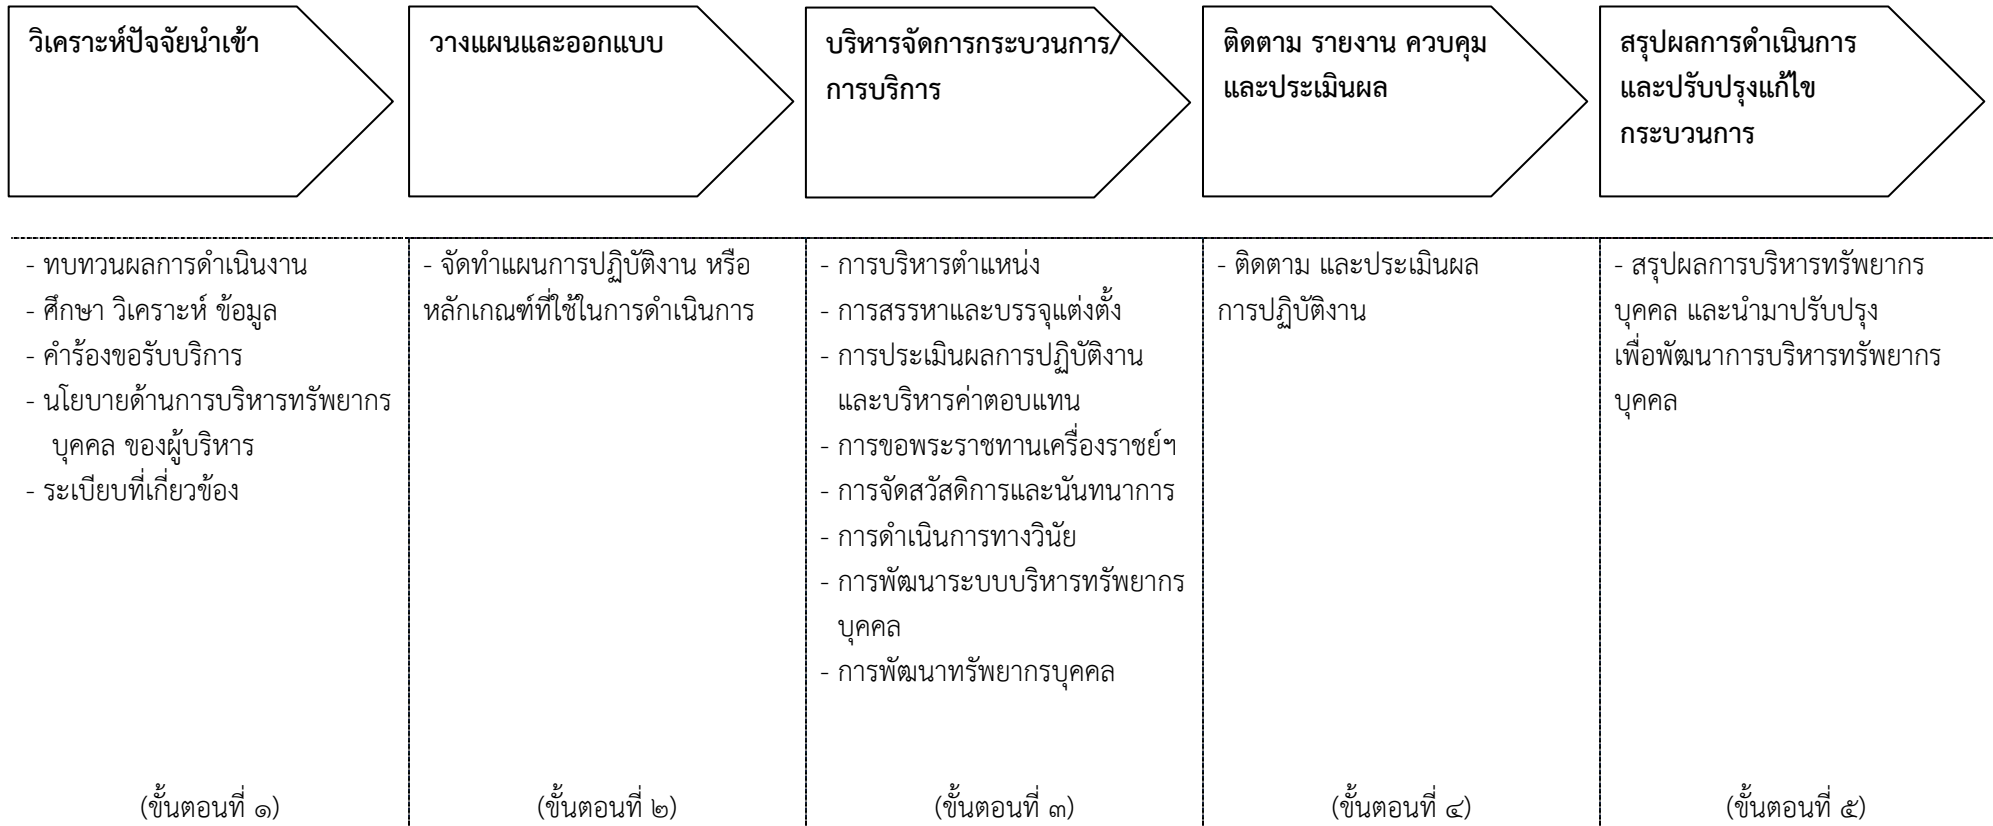 วิเคราะห์ปัจจัยนำเข้า
วางแผนและออกแบบ
บริหารจัดการกระบวนการ/
การบริการ
ติดตาม รายงาน ควบคุม
และประเมินผล
สรุปผลการดำเนินการ
และปรับปรุงแก้ไข
กระบวนการ
- ทบทวนผลการดำเนินงาน
- ศึกษา วิเคราะห์ ข้อมูล
- คำร้องขอรับบริการ
- นโยบายด้านการบริหารทรัพยากร
บุคคล ของผู้บริหาร
- ระเบียบที่เกี่ยวข้อง
(ขั้นตอนที่ ๑)
- จัดทำแผนการปฏิบัติงาน หรือ
หลักเกณฑ์ที่ใช้ในการดำเนินการ
(ขั้นตอนที่ ๒)
- การบริหารตำแหน่ง
- การสรรหาและบรรจุแต่งตั้ง
- การประเมินผลการปฏิบัติงาน
และบริหารค่าตอบแทน
- การขอพระราชทานเครื่องราชย์ฯ
- การจัดสวัสดิการและนันทนาการ
- การดำเนินการทางวินัย
- การพัฒนาระบบบริหารทรัพยากร
บุคคล
- การพัฒนาทรัพยากรบุคคล
(ขั้นตอนที่ ๓)
- ติดตาม และประเมินผล
การปฏิบัติงาน
(ขั้นตอนที่ ๔)
- สรุปผลการบริหารทรัพยากร
บุคคล และนำมาปรับปรุง
เพื่อพัฒนาการบริหารทรัพยากร
บุคคล
(ขั้นตอนที่ ๕)